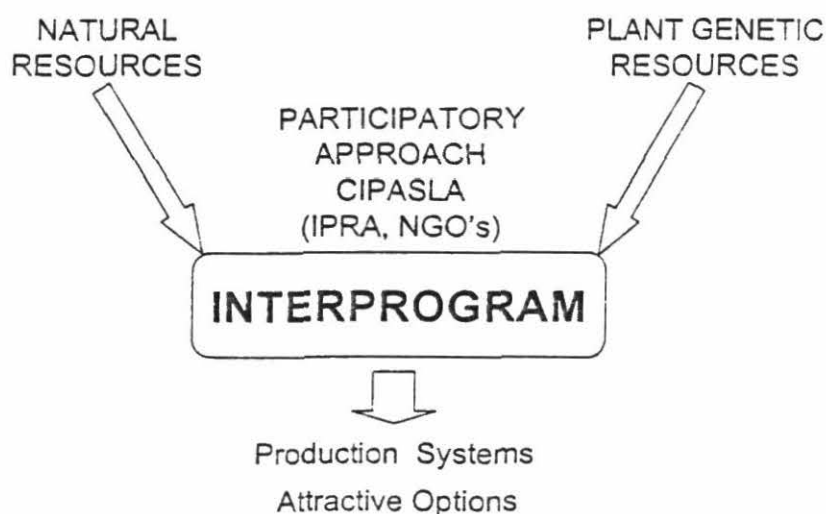 NATURAL
RESOURCES
PLANT GENETIC
RESOURCES
PARTICIPATORY
APPROACH
CIPASLA
(IPRA, NGO's)
INTERPROGRAM
Production Systems
Attractive Options